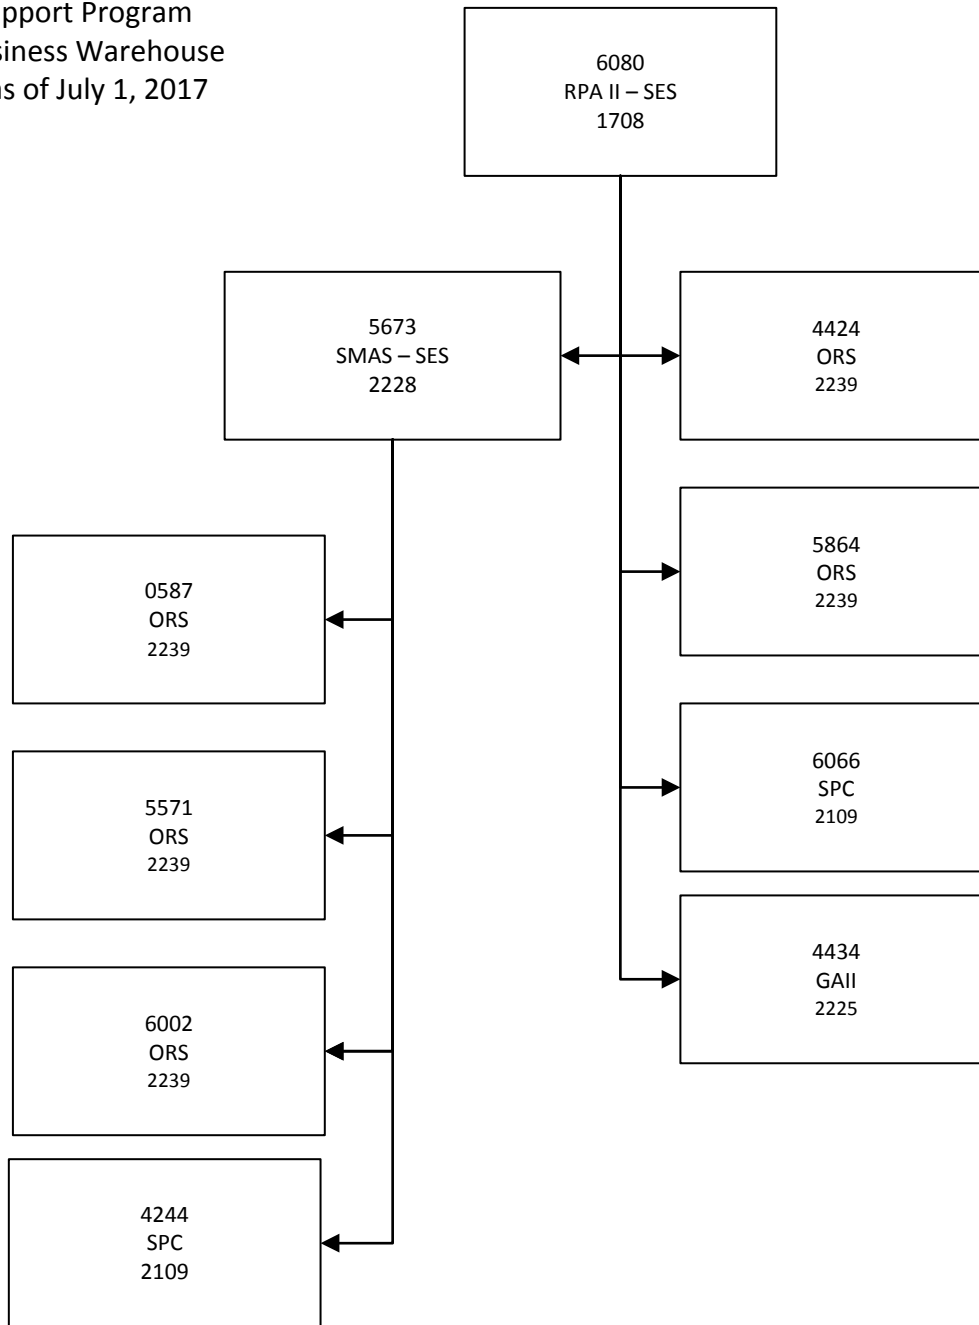 pport Program
siness Warehouse
as of July 1, 2017
6080
RPA II – SES
1708
5673
SMAS – SES
2228
4424
ORS
2239
5864
ORS
2239
0587
ORS
2239
6066
SPC
2109
5571
ORS
2239
4434
GAII
2225
6002
ORS
2239
4244
SPC
2109